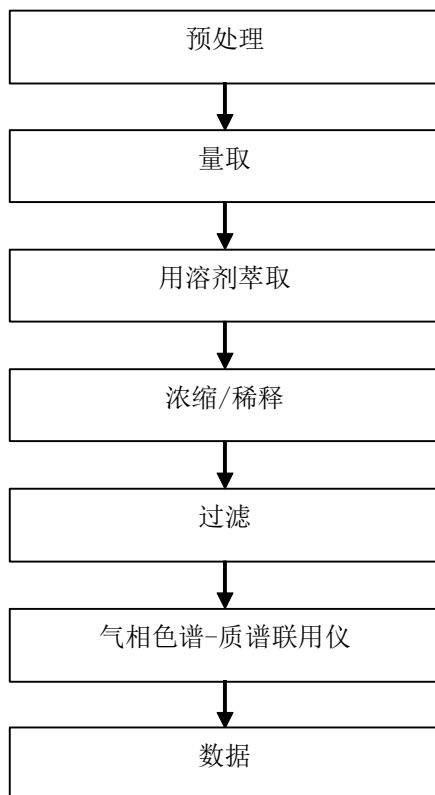 预处理
量取
用溶剂萃取
浓缩/稀释
过滤
气相色谱-质谱联用仪
数据